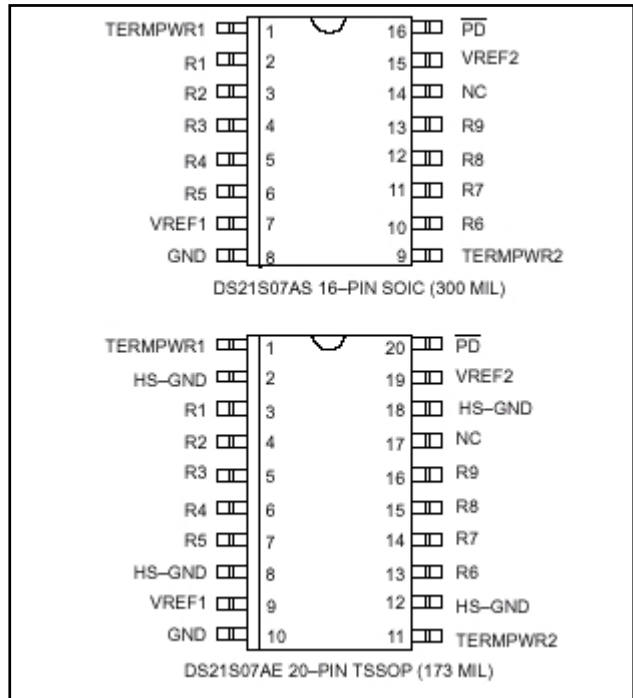 TERMPWR1 1 16 P̅D̅
R1 2 15 VREF2
R2 3 14 NC
R3 4 13 R9
R4 5 12 R8
R5 6 11 R7
VREF1 7 10 R6
GND 8 9 TERMPWR2
DS21S07AS 16–PIN SOIC (300 MIL)
TERMPWR1 1 20 P̅D̅
HS–GND 2 19 VREF2
R1 3 18 HS–GND
R2 4 17 NC
R3 5 16 R9
R4 6 15 R8
R5 7 14 R7
HS–GND 8 13 R6
VREF1 9 12 HS–GND
GND 10 11 TERMPWR2
DS21S07AE 20–PIN TSSOP (173 MIL)